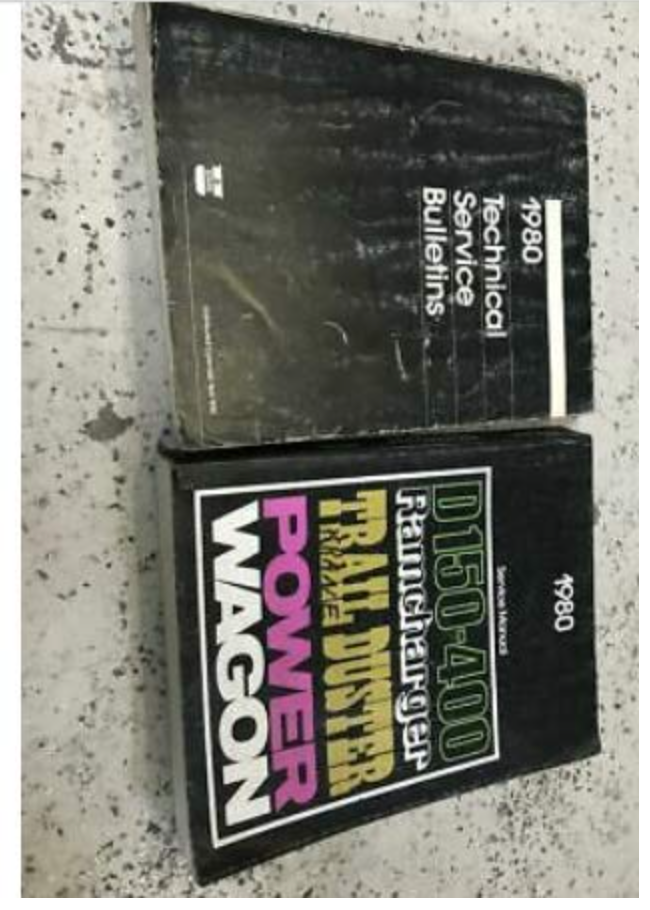 1980
Technical
Service
Bulletins
1980
Service Manual
D150-400
Ramcharger
TRAIL DUSTER
POWER
WAGON